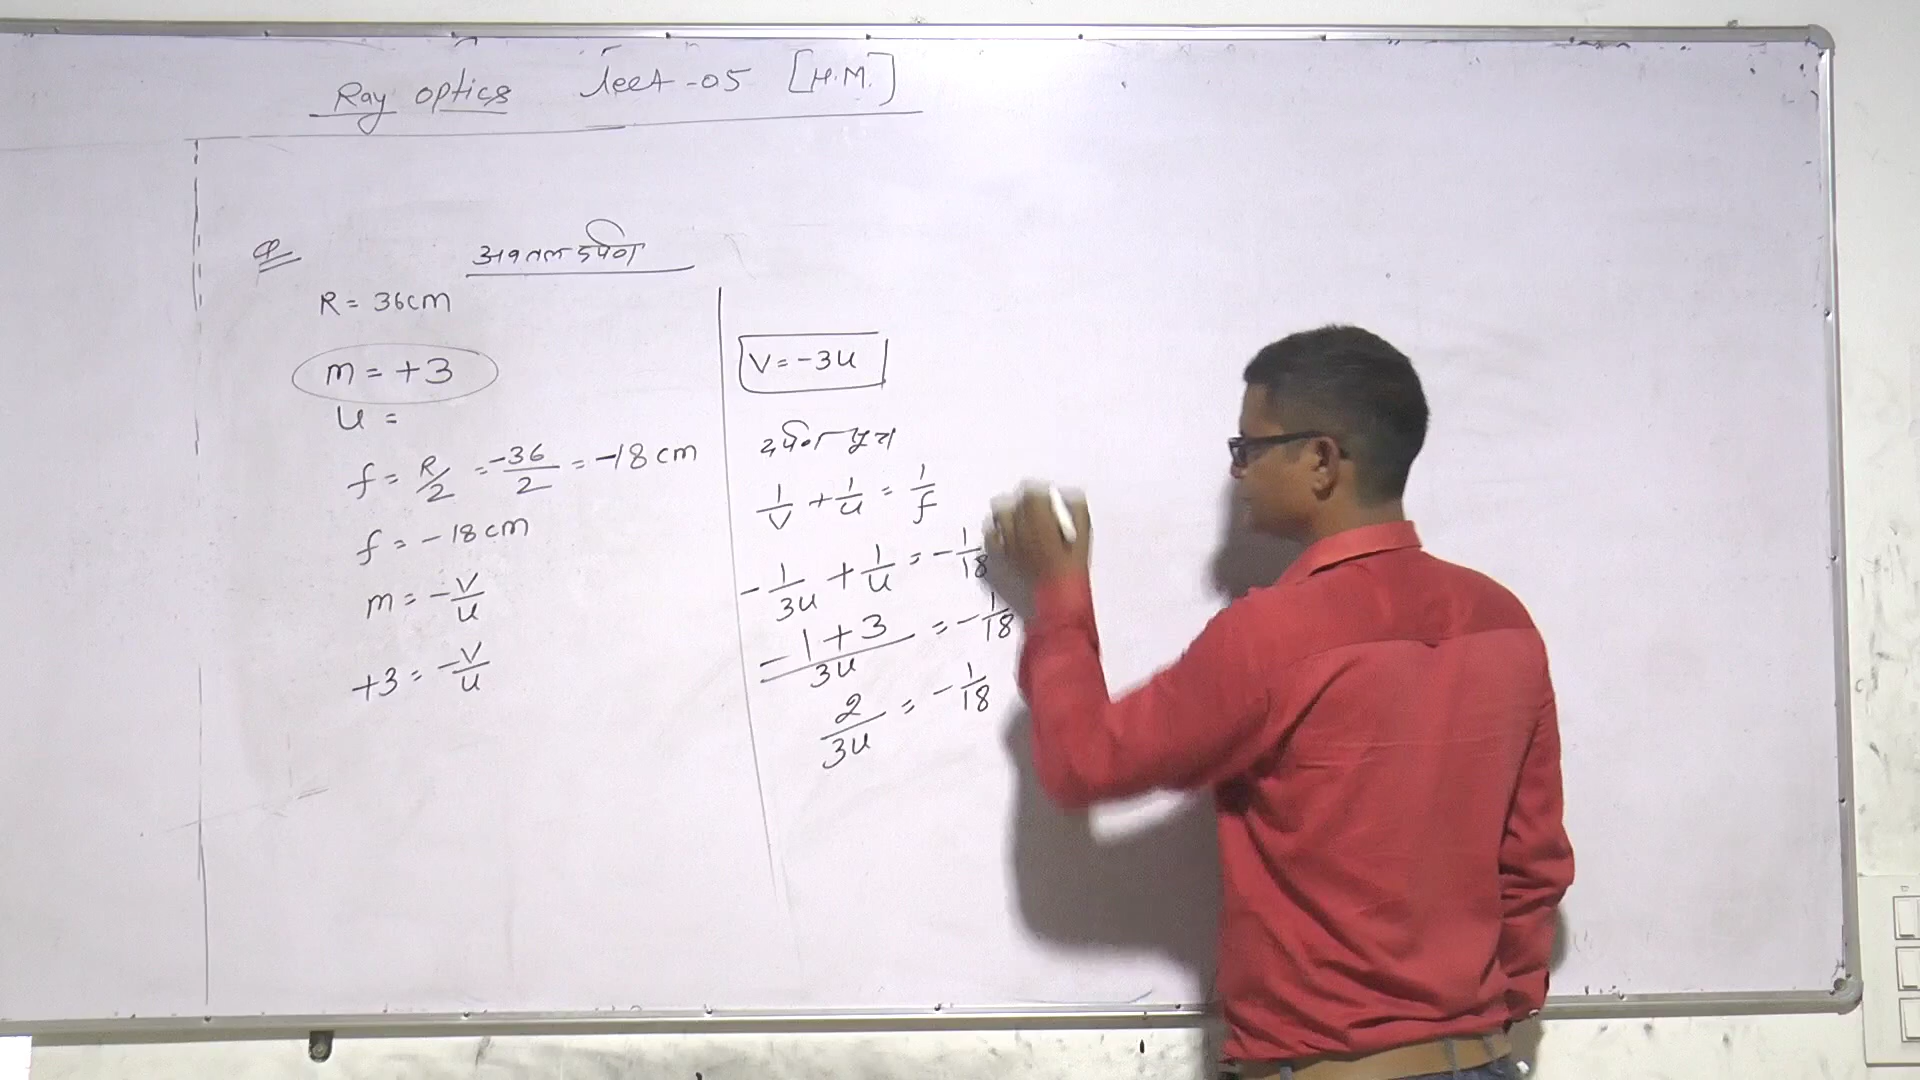 Ray optics Lect-05 [H.M.]
Q
अवतल दर्पण
R = 36cm
m = +3
u =
f = R/2 = -36/2 = -18 cm
f = -18 cm
m = -v/u
+3 = -v/u
V = -3u
दर्पण सूत्र
1/v + 1/u = 1/f
-1/3u + 1/u = -1/18
-1+3/3u = -1/18
2/3u = -1/18